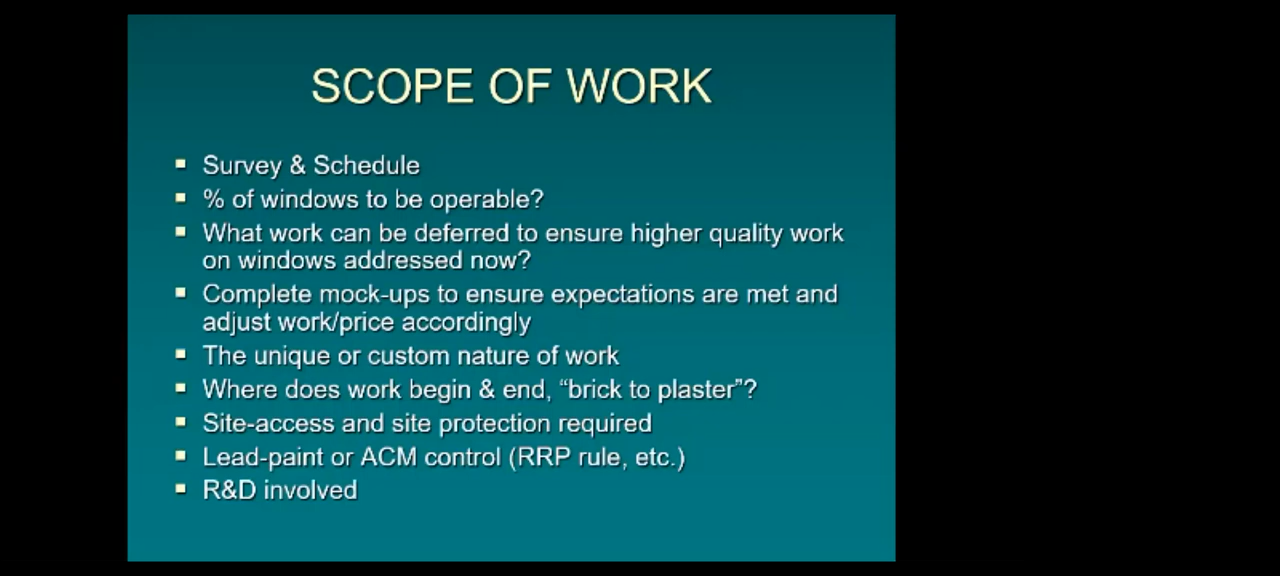 SCOPE OF WORK
▪ Survey & Schedule
▪ % of windows to be operable?
▪ What work can be deferred to ensure higher quality work
on windows addressed now?
▪ Complete mock-ups to ensure expectations are met and
adjust work/price accordingly
▪ The unique or custom nature of work
▪ Where does work begin & end, “brick to plaster”?
▪ Site-access and site protection required
▪ Lead-paint or ACM control (RRP rule, etc.)
▪ R&D involved